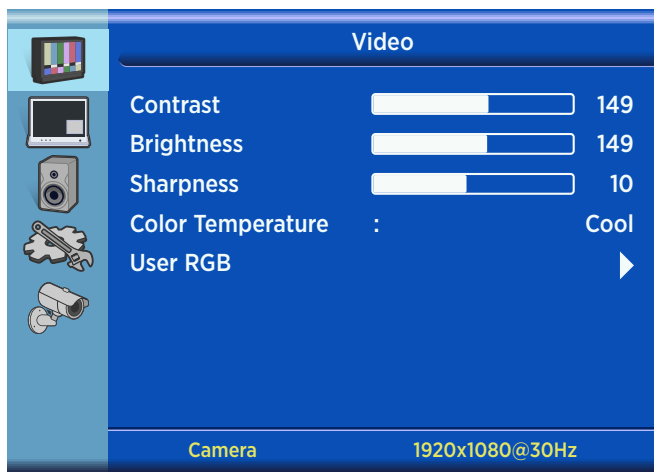 Video
Contrast 149
Brightness 149
Sharpness 10
Color Temperature : Cool
User RGB
Camera 1920x1080@30Hz